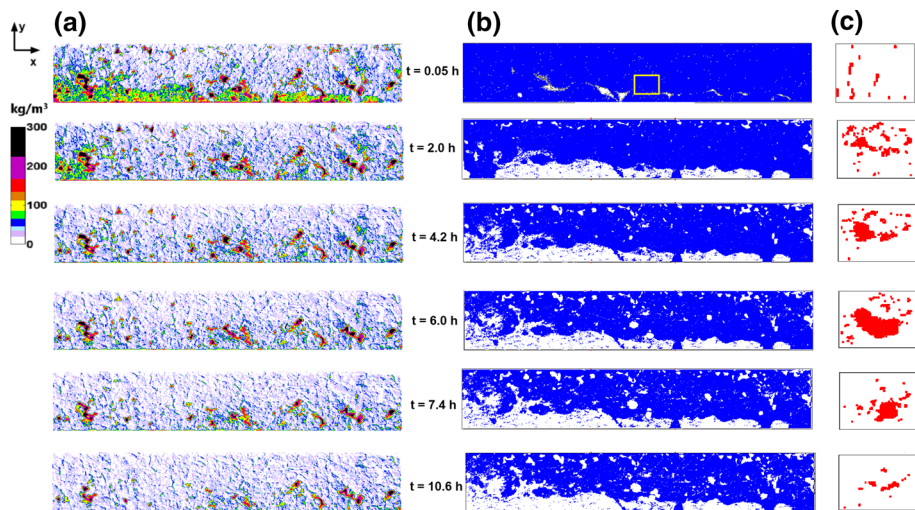 (a)
(b)
(c)
y
x
kg/m³
300
200
100
0
t = 0.05 h
t = 2.0 h
t = 4.2 h
t = 6.0 h
t = 7.4 h
t = 10.6 h